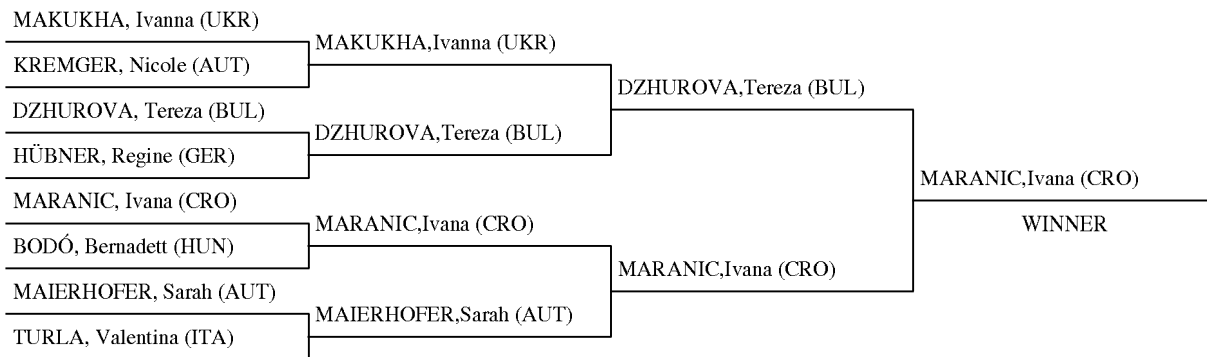 MAKUKHA, Ivanna (UKR)
KREMGER, Nicole (AUT)
DZHUROVA, Tereza (BUL)
HÜBNER, Regine (GER)
MARANIC, Ivana (CRO)
BODÓ, Bernadett (HUN)
MAIERHOFER, Sarah (AUT)
TURLA, Valentina (ITA)
MAKUKHA,Ivanna (UKR)
DZHUROVA,Tereza (BUL)
MARANIC,Ivana (CRO)
MAIERHOFER,Sarah (AUT)
DZHUROVA,Tereza (BUL)
MARANIC,Ivana (CRO)
MARANIC,Ivana (CRO)
WINNER